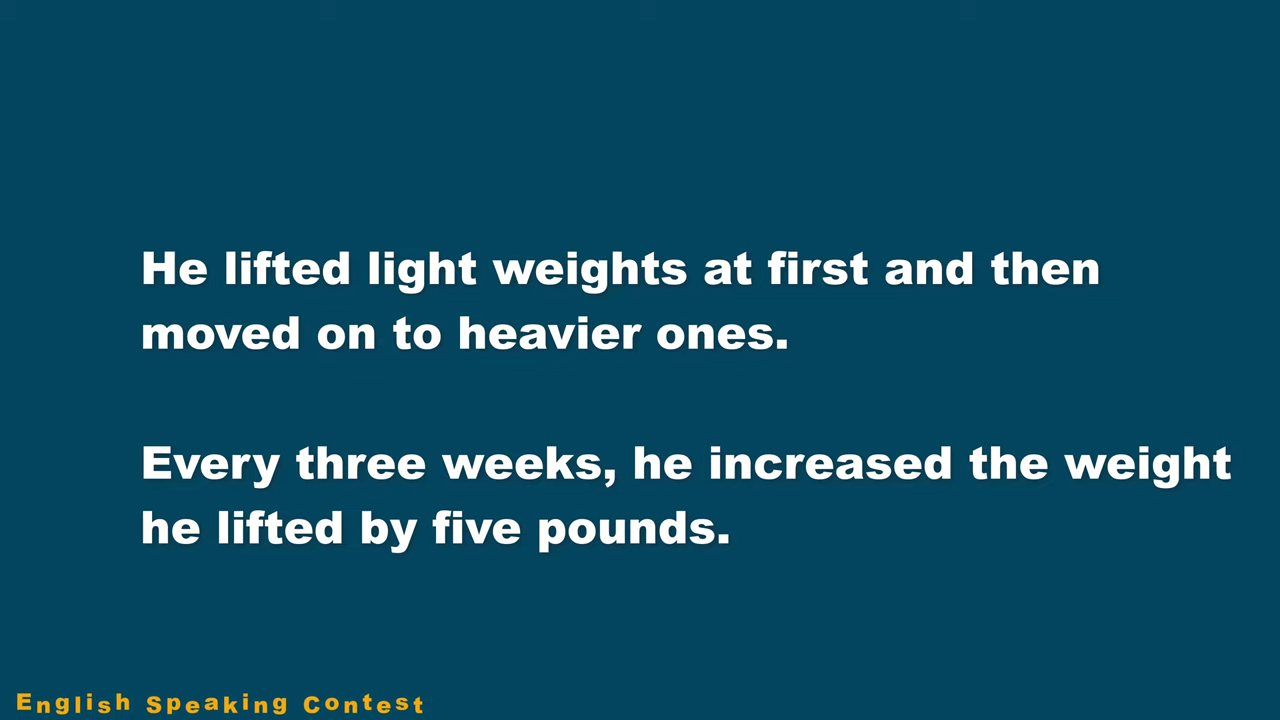 He lifted light weights at first and then
moved on to heavier ones.
Every three weeks, he increased the weight
he lifted by five pounds.
English Speaking Contest